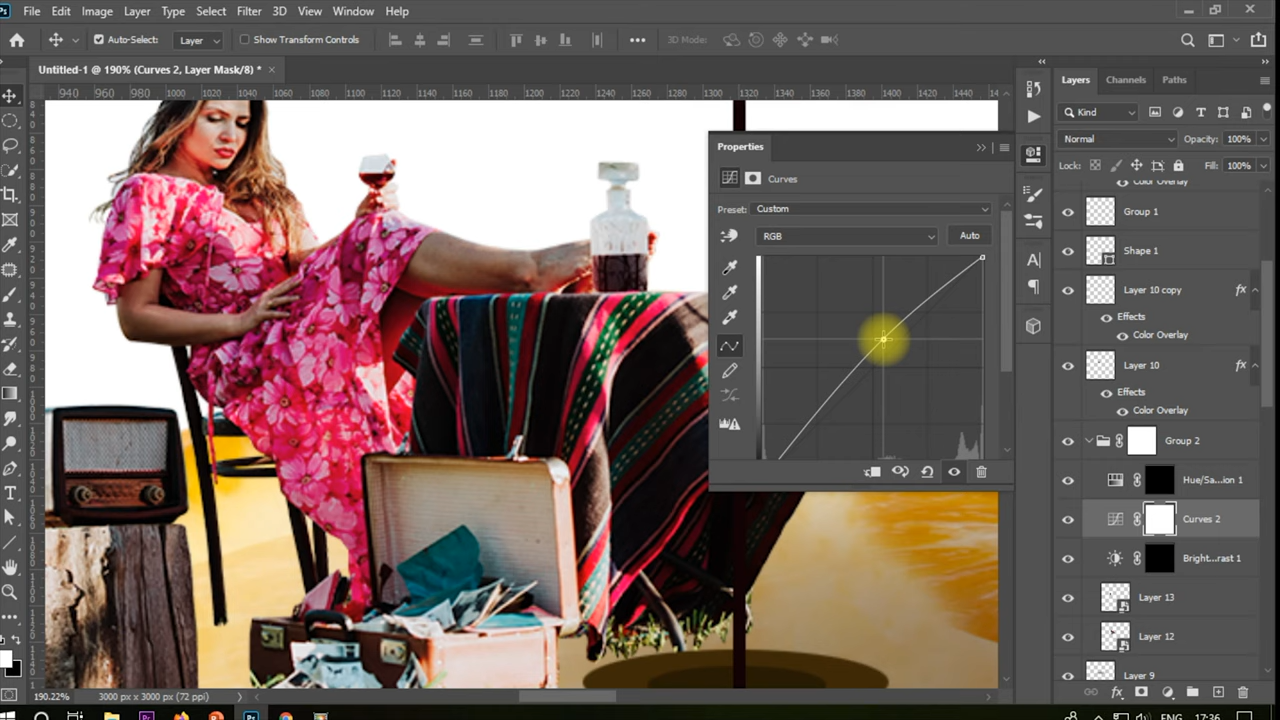 Ps File Edit Image Layer Type Select Filter 3D View Window Help
Auto-Select: Layer Show Transform Controls 3D Mode:
Untitled-1 @ 190% (Curves 2, Layer Mask/8) * ×
940 960 980 1000 1020 1040 1060 1080 1100 1120 1140 1160 1180 1200 1220 1240 1260 1280 1300 1320 1340 1360 1380 1400 1420 1440
Properties
Curves
Preset: Custom
RGB Auto
Layers Channels Paths
Kind
Normal Opacity: 100%
Lock: Fill: 100%
Color Overlay
Group 1
Shape 1
Layer 10 copy fx
Effects
Color Overlay
Layer 10 fx
Effects
Color Overlay
Group 2
Hue/Sa...ion 1
Curves 2
Bright...rast 1
Layer 13
Layer 12
Layer 9
fx
190.22% 3000 px x 3000 px (72 ppi)
Pr Ps ENG 17:36